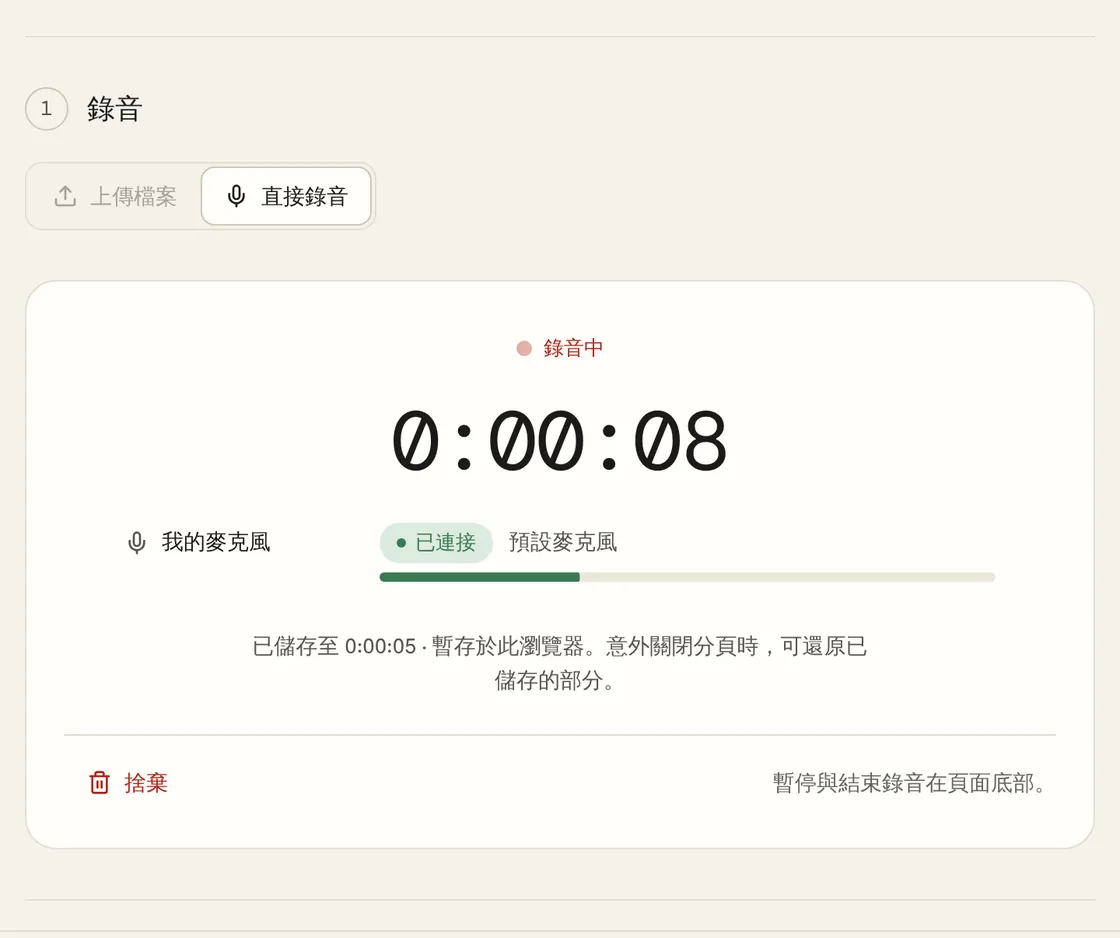 1 錄音
上傳檔案 直接錄音
錄音中
0:00:08
我的麥克風 已連接 預設麥克風
已儲存至 0:00:05 · 暫存於此瀏覽器。意外關閉分頁時，可還原已
儲存的部分。
捨棄 暫停與結束錄音在頁面底部。